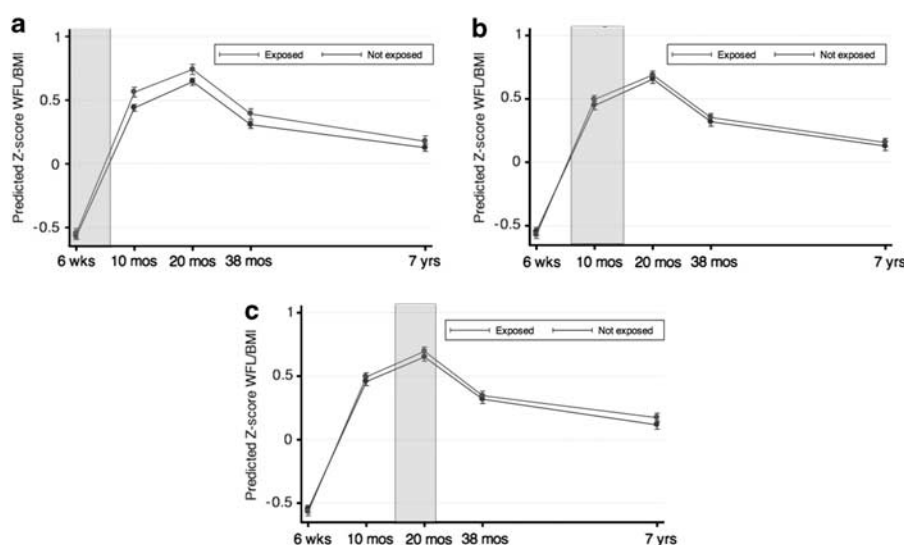 a
Predicted Z-score WFL/BMI
1
0.5
0
-0.5
Exposed Not exposed
6 wks 10 mos 20 mos 38 mos 7 yrs
b
Predicted Z-score WFL/BMI
1
0.5
0
-0.5
Exposed Not exposed
6 wks 10 mos 20 mos 38 mos 7 yrs
c
Predicted Z-score WFL/BMI
1
0.5
0
-0.5
Exposed Not exposed
6 wks 10 mos 20 mos 38 mos 7 yrs